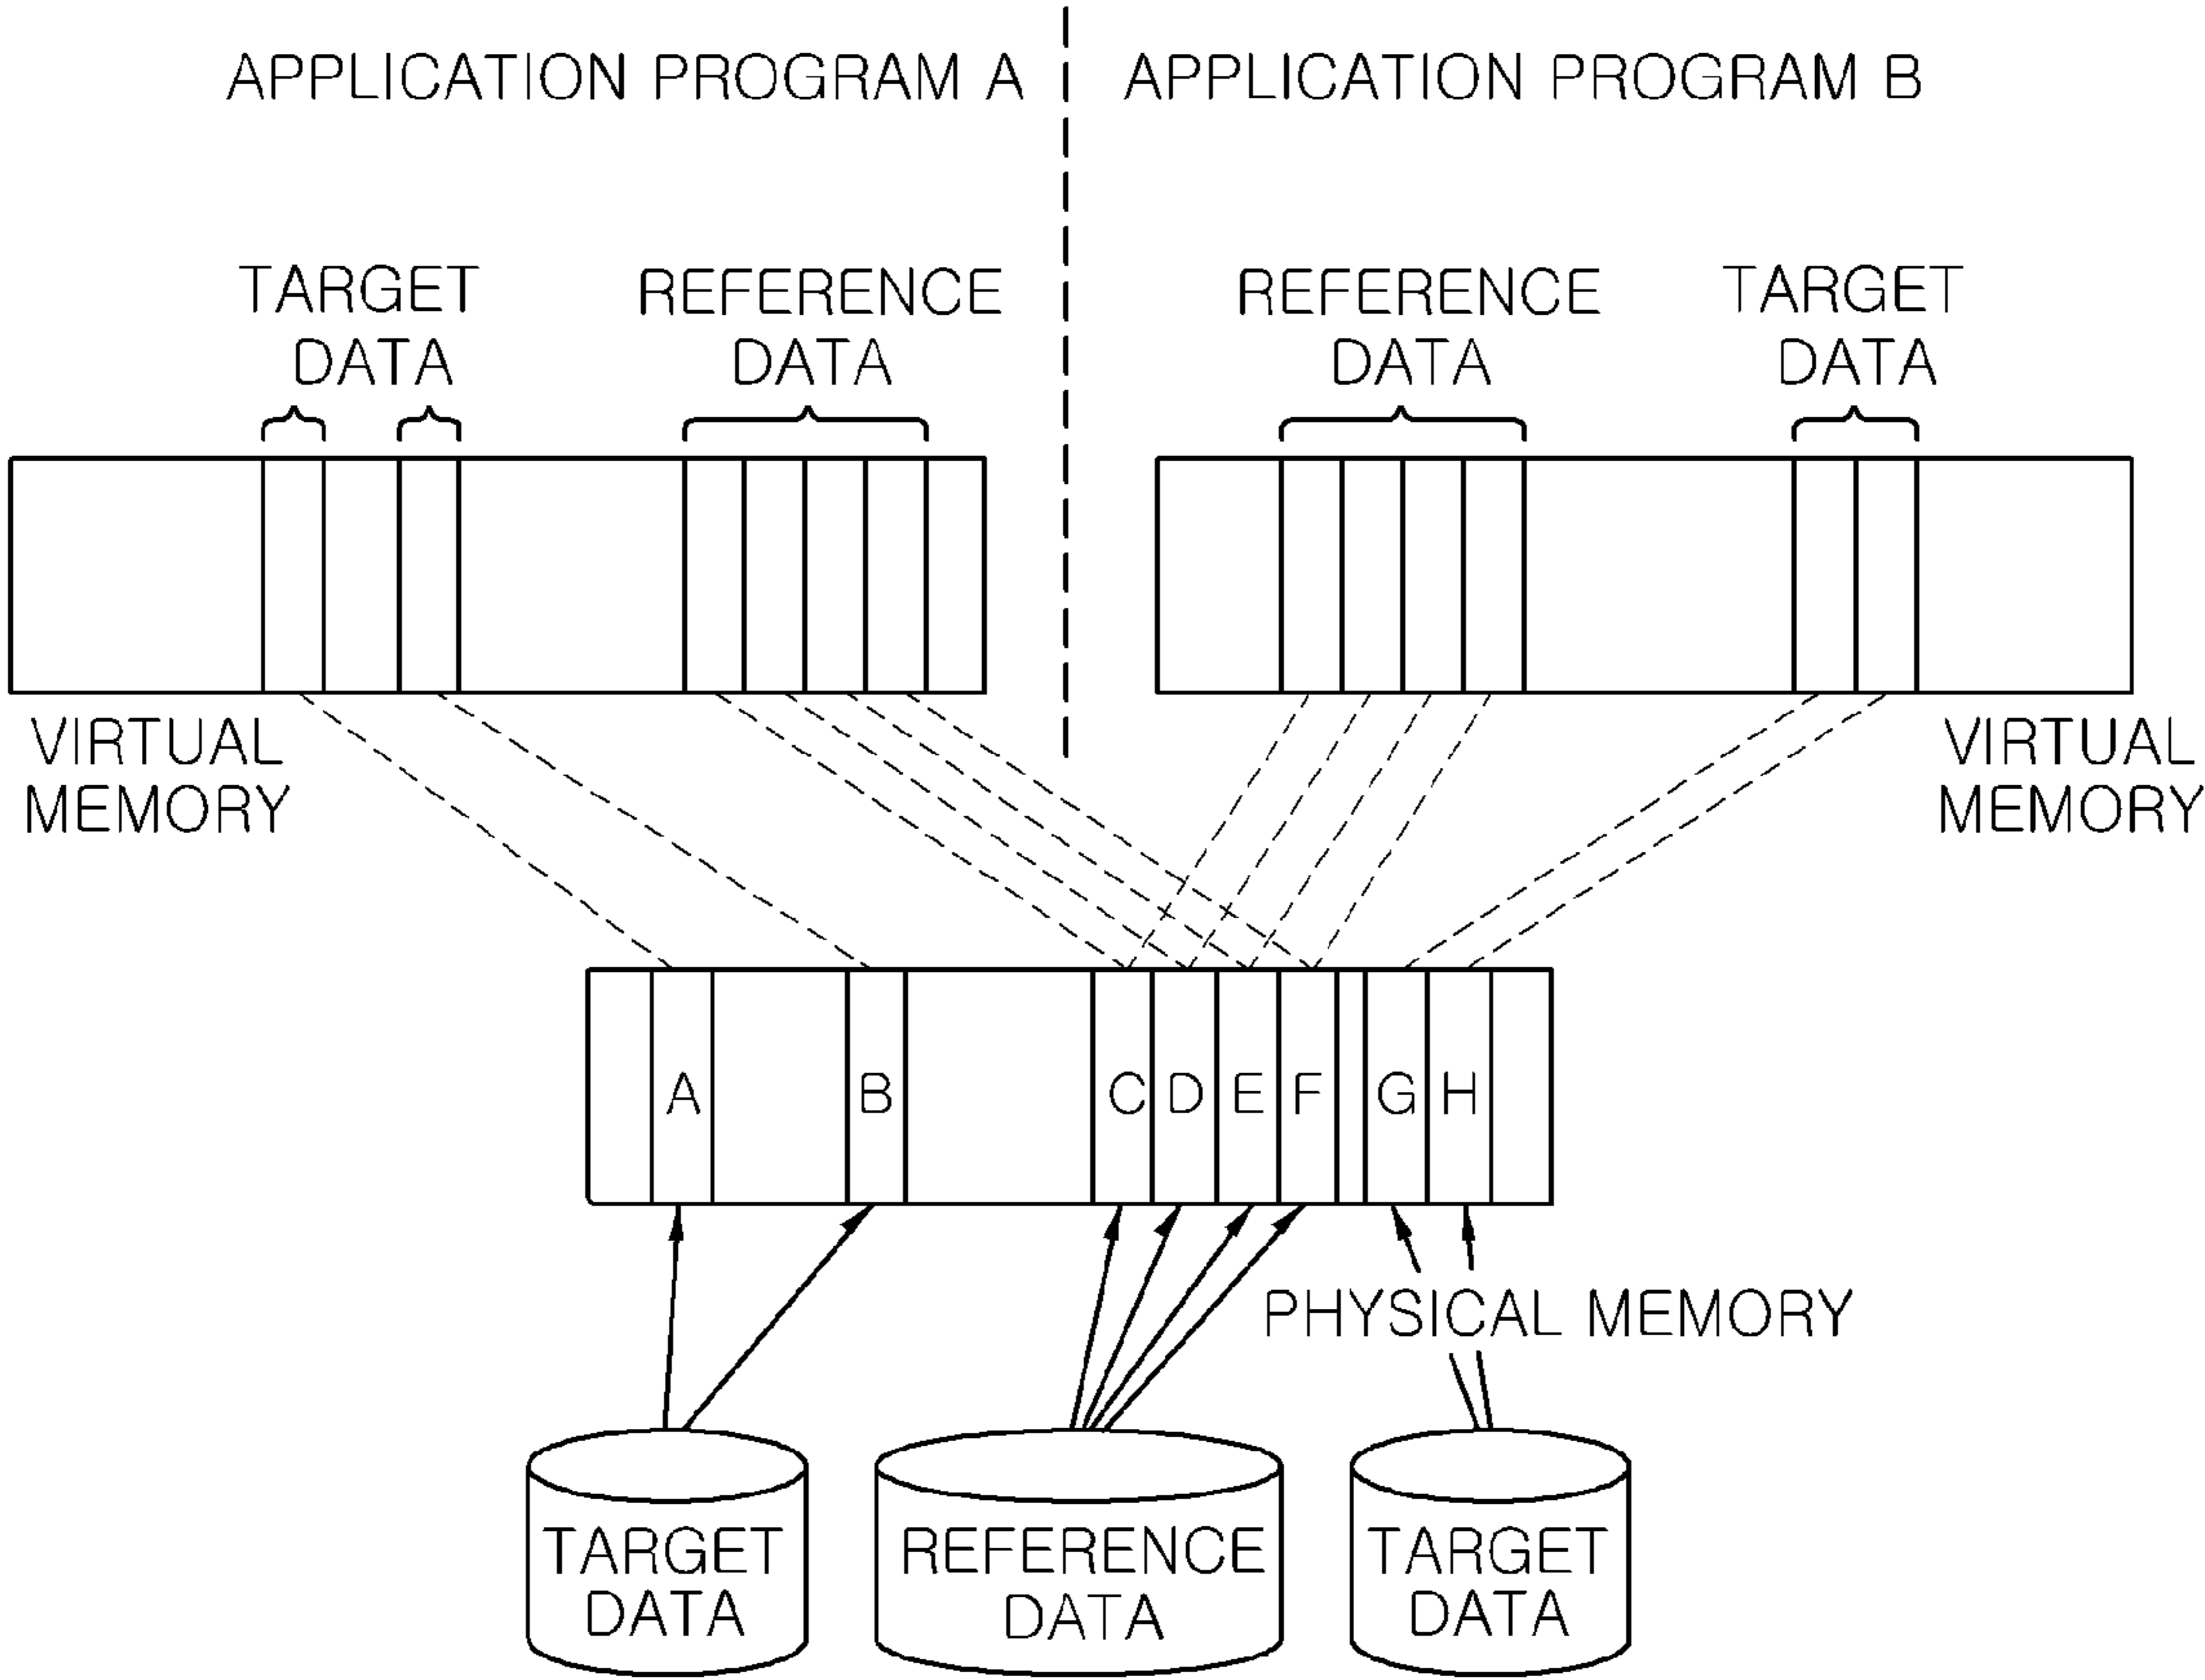 APPLICATION PROGRAM A
APPLICATION PROGRAM B
TARGET
DATA
REFERENCE
DATA
REFERENCE
DATA
TARGET
DATA
VIRTUAL
MEMORY
VIRTUAL
MEMORY
A
B
C
D
E
F
G
H
PHYSICAL MEMORY
TARGET
DATA
REFERENCE
DATA
TARGET
DATA